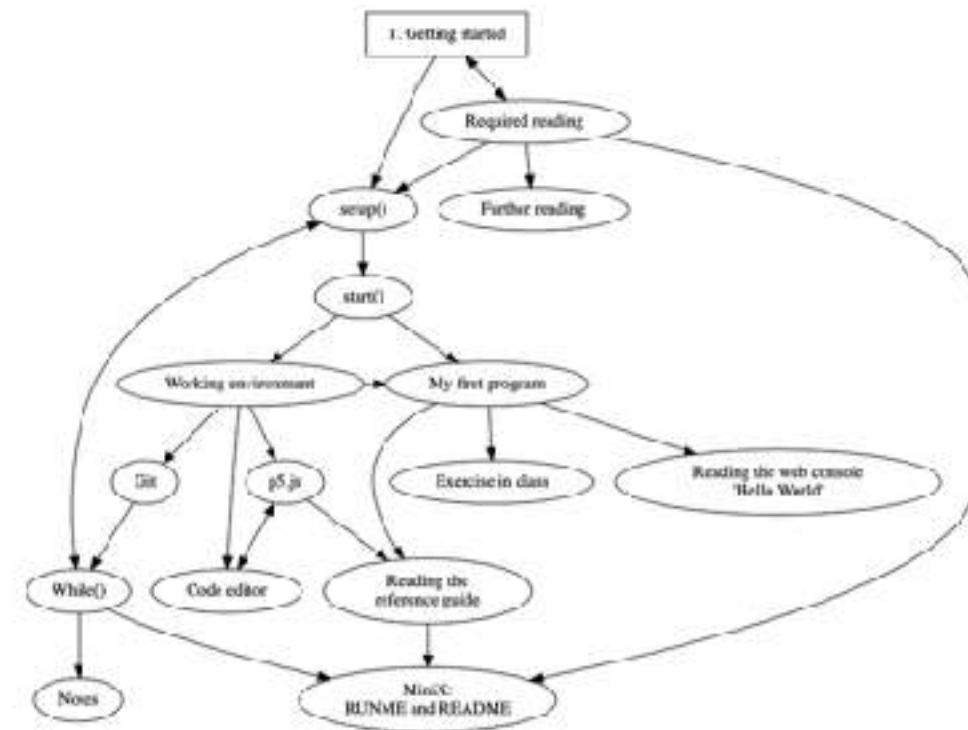 1. Getting started
Required reading
setup()
Further reading
start()
Working environment
My first program
Git
p5.js
Exercise in class
Reading the web console
'Hello World'
While()
Code editor
Reading the
reference guide
Notes
MiniX:
RUNME and README